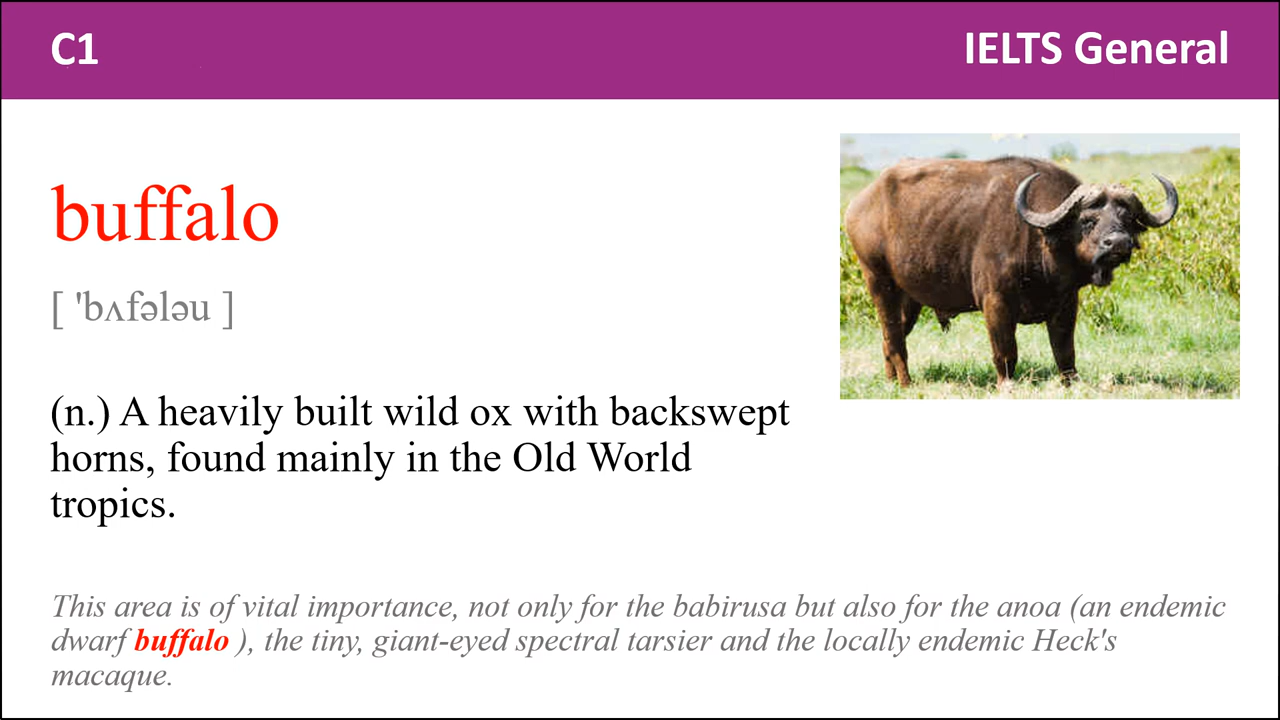 C1
IELTS General
buffalo
[ 'bʌfələu ]
(n.) A heavily built wild ox with backswept
horns, found mainly in the Old World
tropics.
This area is of vital importance, not only for the babirusa but also for the anoa (an endemic
dwarf buffalo ), the tiny, giant-eyed spectral tarsier and the locally endemic Heck's
macaque.